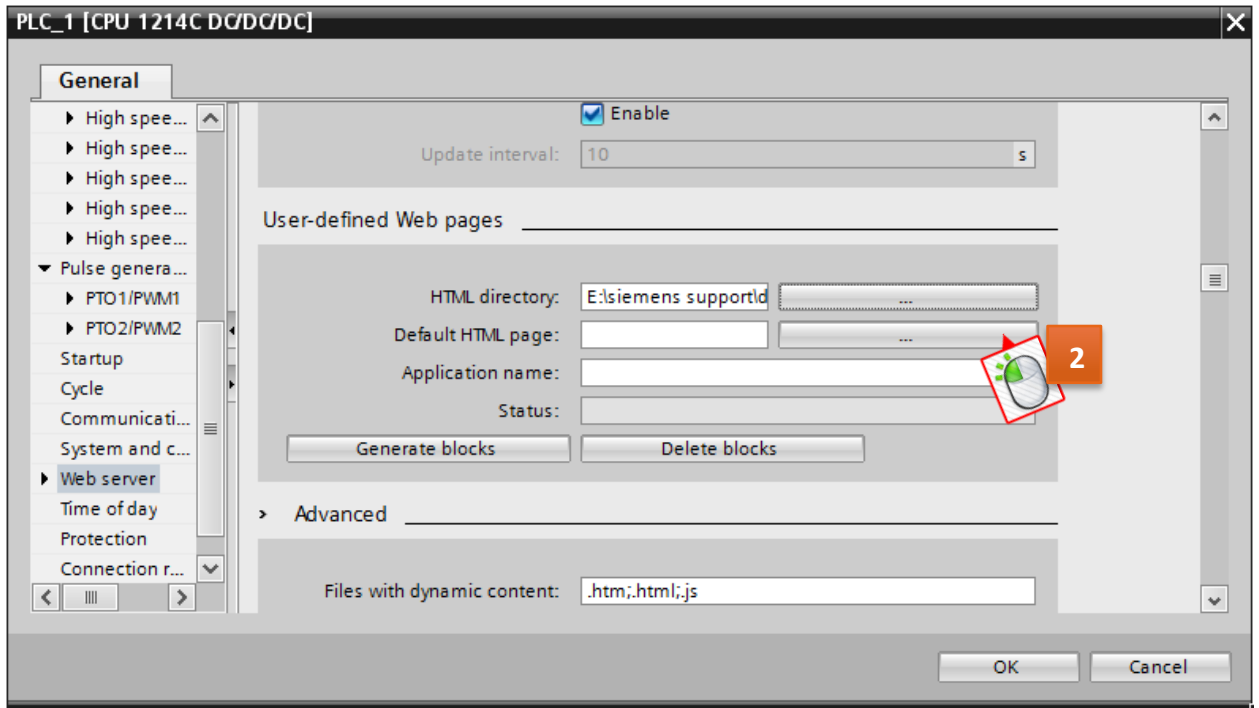 PLC_1 [CPU 1214C DC/DC/DC]
General
High spee...
High spee...
High spee...
High spee...
High spee...
Pulse genera...
PTO1/PWM1
PTO2/PWM2
Startup
Cycle
Communicati...
System and c...
Web server
Time of day
Protection
Connection r...
Enable
Update interval: 10 s
User-defined Web pages
HTML directory: E:\siemens support\d ...
Default HTML page: ...
2
Application name:
Status:
Generate blocks Delete blocks
Advanced
Files with dynamic content: .htm;.html;.js
OK Cancel